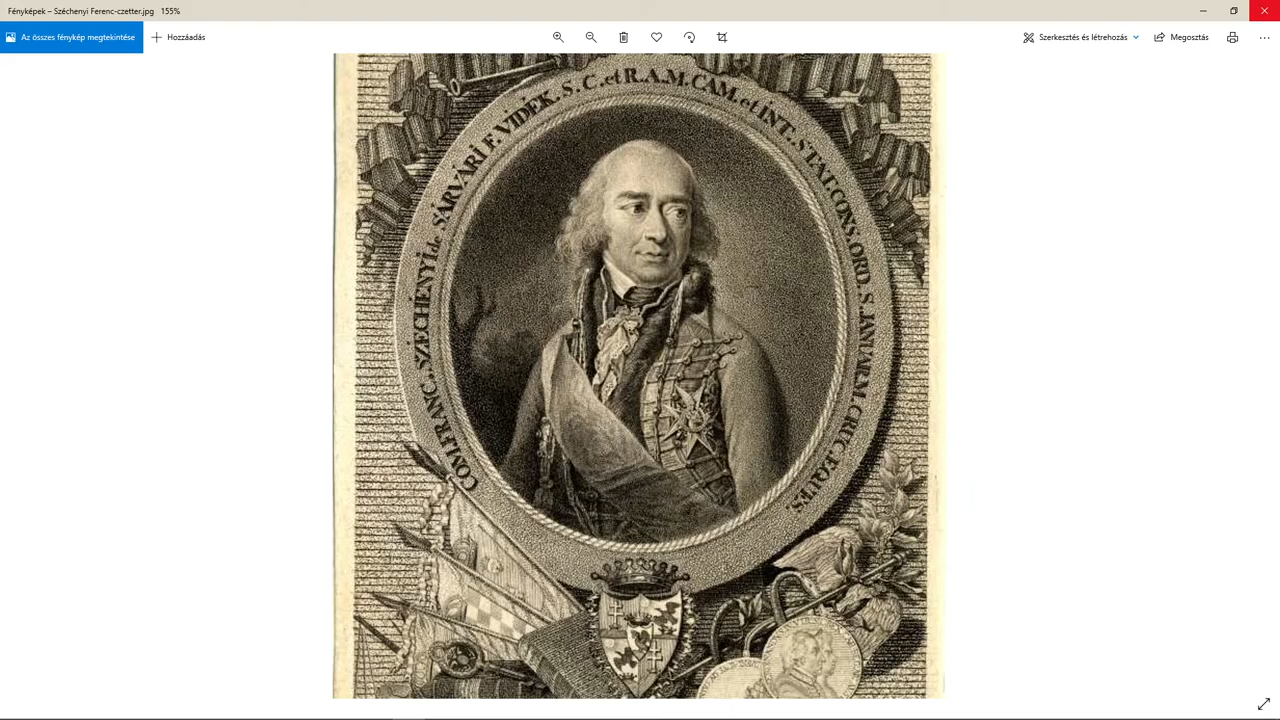 Fényképek – Széchenyi Ferenc-czetter.jpg   155%
Az összes fénykép megtekintése
Hozzáadás
Szerkesztés és létrehozás
Megosztás
COM. FRANC. SZÉCHÉNYI de SÁRVÁRI F. VIDÉK. S. C. et R. A. M. CAM. et INT. STAT. CONS. ORD. S. JANUAR. M. CRUC. EQUES.